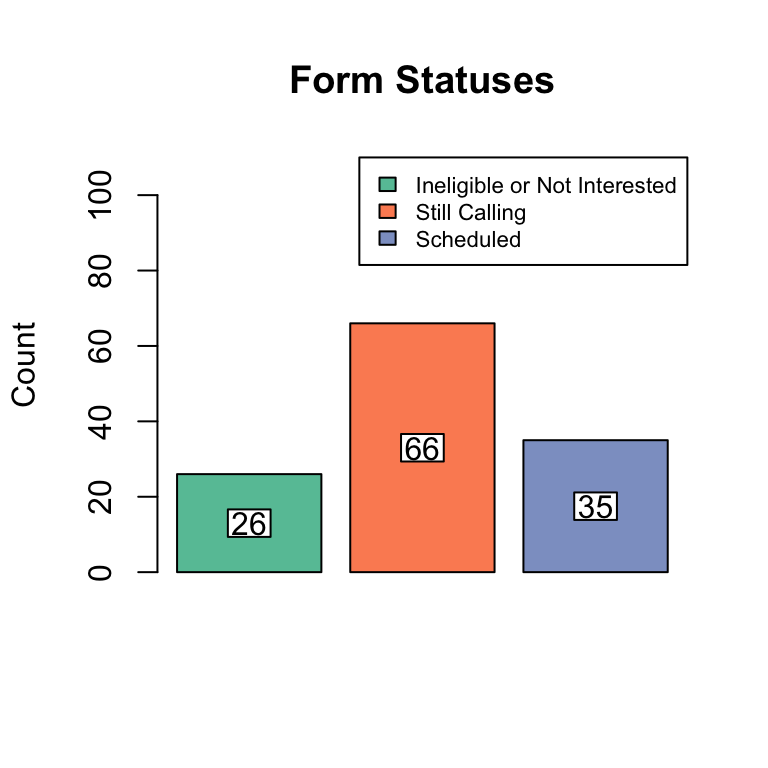 Form Statuses
Ineligible or Not Interested
Still Calling
Scheduled
Count
100
80
60
40
20
0
26
66
35